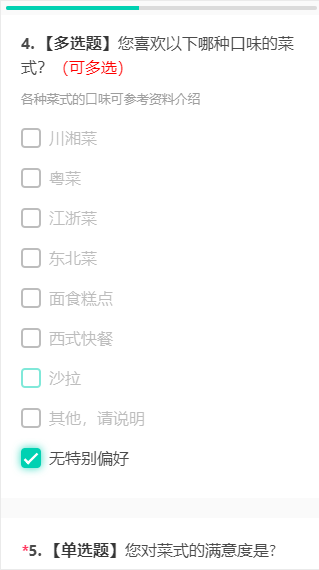 4.【多选题】您喜欢以下哪种口味的菜
式？（可多选）
各种菜式的口味可参考资料介绍
川湘菜
粤菜
江浙菜
东北菜
面食糕点
西式快餐
沙拉
其他，请说明
无特别偏好
*5.【单选题】您对菜式的满意度是?